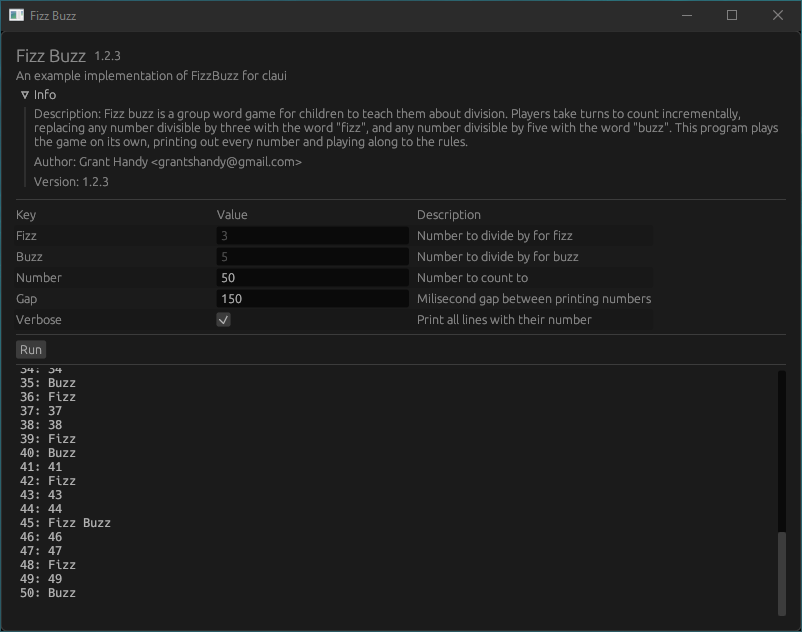 Fizz Buzz
Fizz Buzz 1.2.3
An example implementation of FizzBuzz for claui
Info
Description: Fizz buzz is a group word game for children to teach them about division. Players take turns to count incrementally,
replacing any number divisible by three with the word "fizz", and any number divisible by five with the word "buzz". This program plays
the game on its own, printing out every number and playing along to the rules.
Author: Grant Handy <grantshandy@gmail.com>
Version: 1.2.3
Key Value Description
Fizz 3 Number to divide by for fizz
Buzz 5 Number to divide by for buzz
Number 50 Number to count to
Gap 150 Milisecond gap between printing numbers
Verbose Print all lines with their number
Run
34: 34
35: Buzz
36: Fizz
37: 37
38: 38
39: Fizz
40: Buzz
41: 41
42: Fizz
43: 43
44: 44
45: Fizz Buzz
46: 46
47: 47
48: Fizz
49: 49
50: Buzz